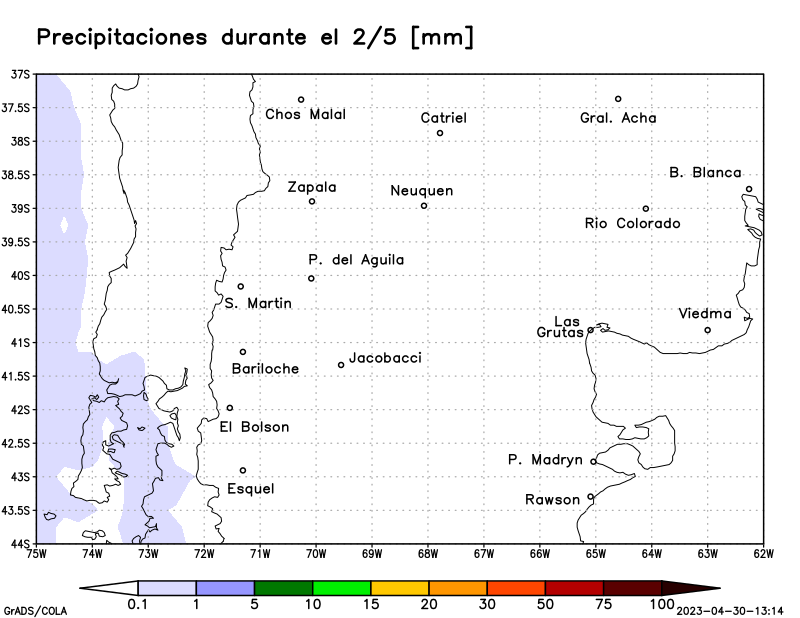 Precipitaciones durante el 2/5 [mm]
37S
Chos Malal
Gral. Acha
37.5S
Catriel
38S
B. Blanca
38.5S
Zapala
Neuquen
39S
Rio Colorado
39.5S
P. del Aguila
40S
S. Martin
40.5S
Viedma
Las
Grutas
41S
Jacobacci
Bariloche
41.5S
42S
El Bolson
42.5S
P. Madryn
43S
Esquel
Rawson
43.5S
44S
75W 74W 73W 72W 71W 70W 69W 68W 67W 66W 65W 64W 63W 62W
0.1 1 5 10 15 20 30 50 75 100
GrADS/COLA
2023-04-30-13:14